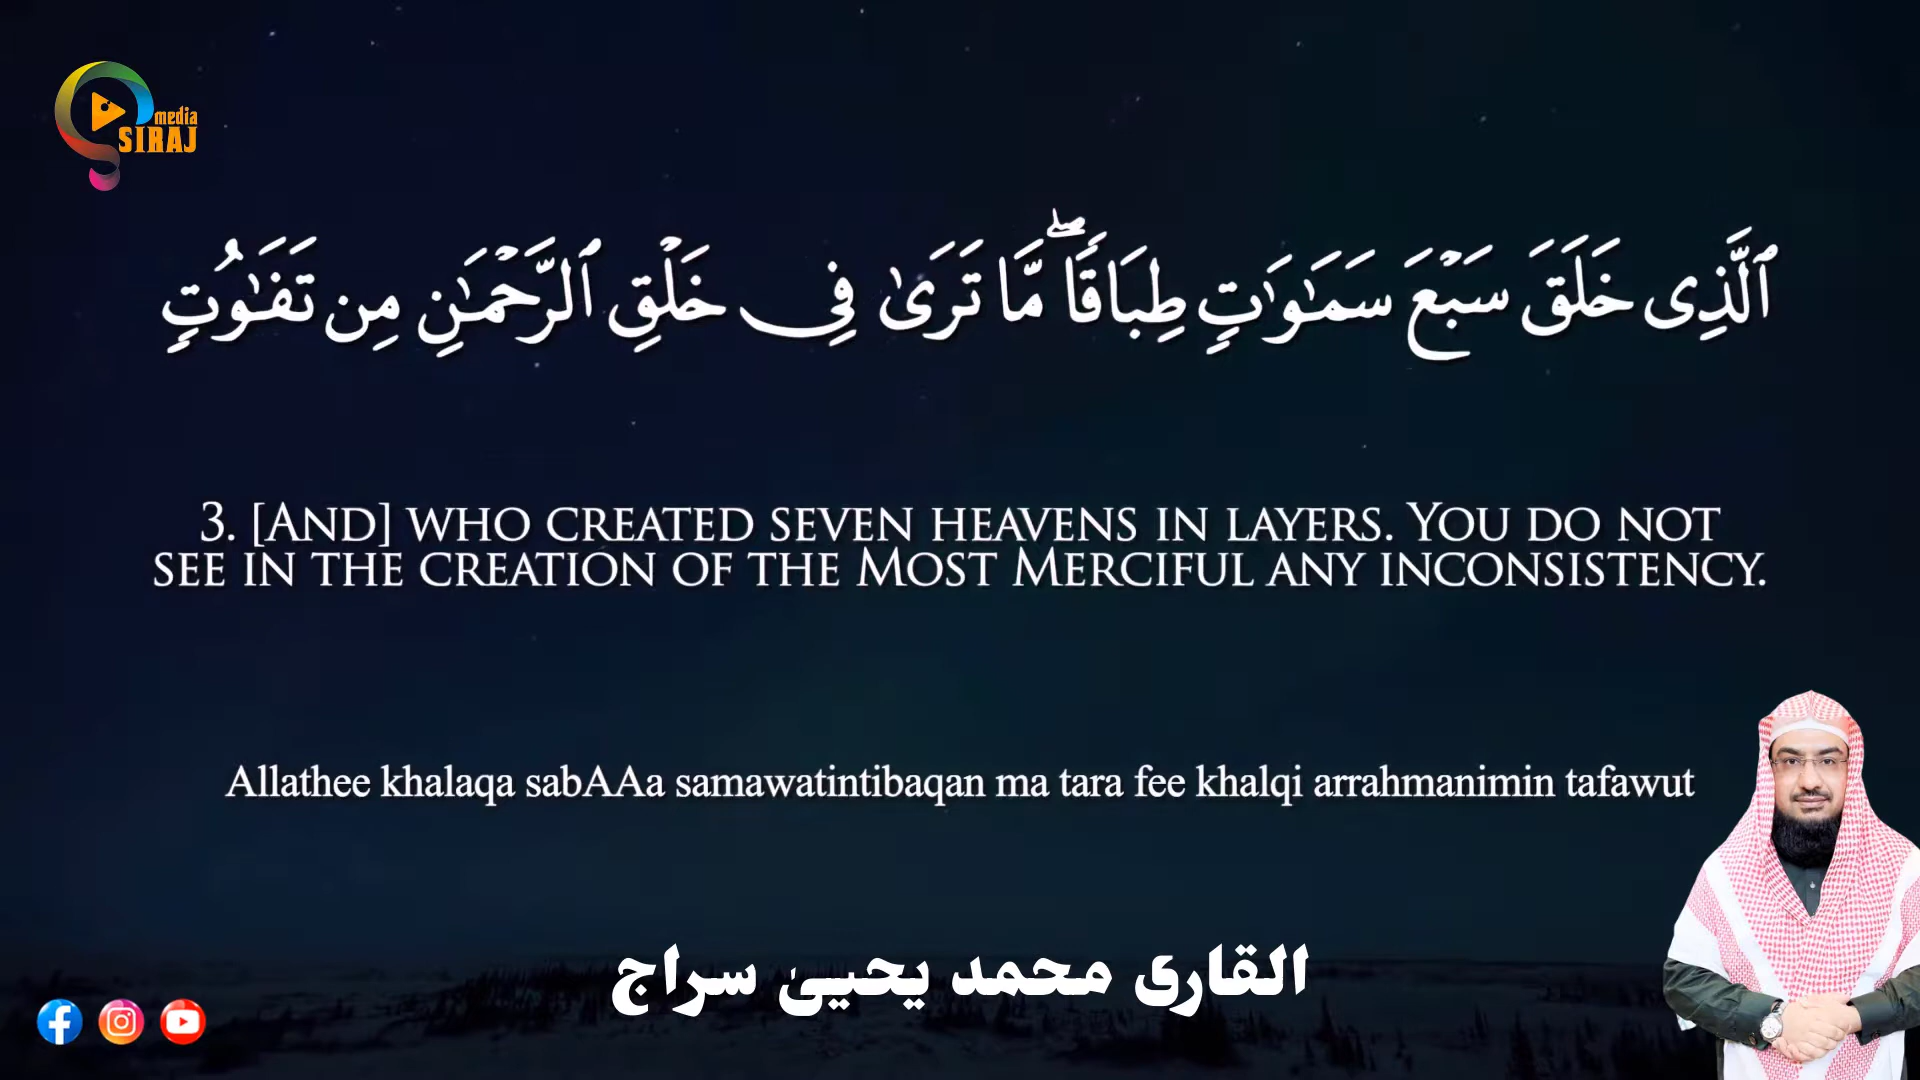 media
SIRAJ
ٱلَّذِى خَلَقَ سَبْعَ سَمَـٰوَٰتٍ طِبَاقًا ۖ مَّا تَرَىٰ فِى خَلْقِ ٱلرَّحْمَـٰنِ مِن تَفَـٰوُتٍ
3. [And] who created seven heavens in layers. You do not
see in the creation of the Most Merciful any inconsistency.
Allathee khalaqa sabAAa samawatintibaqan ma tara fee khalqi arrahmanimin tafawut
القاری محمد یحییٰ سراج